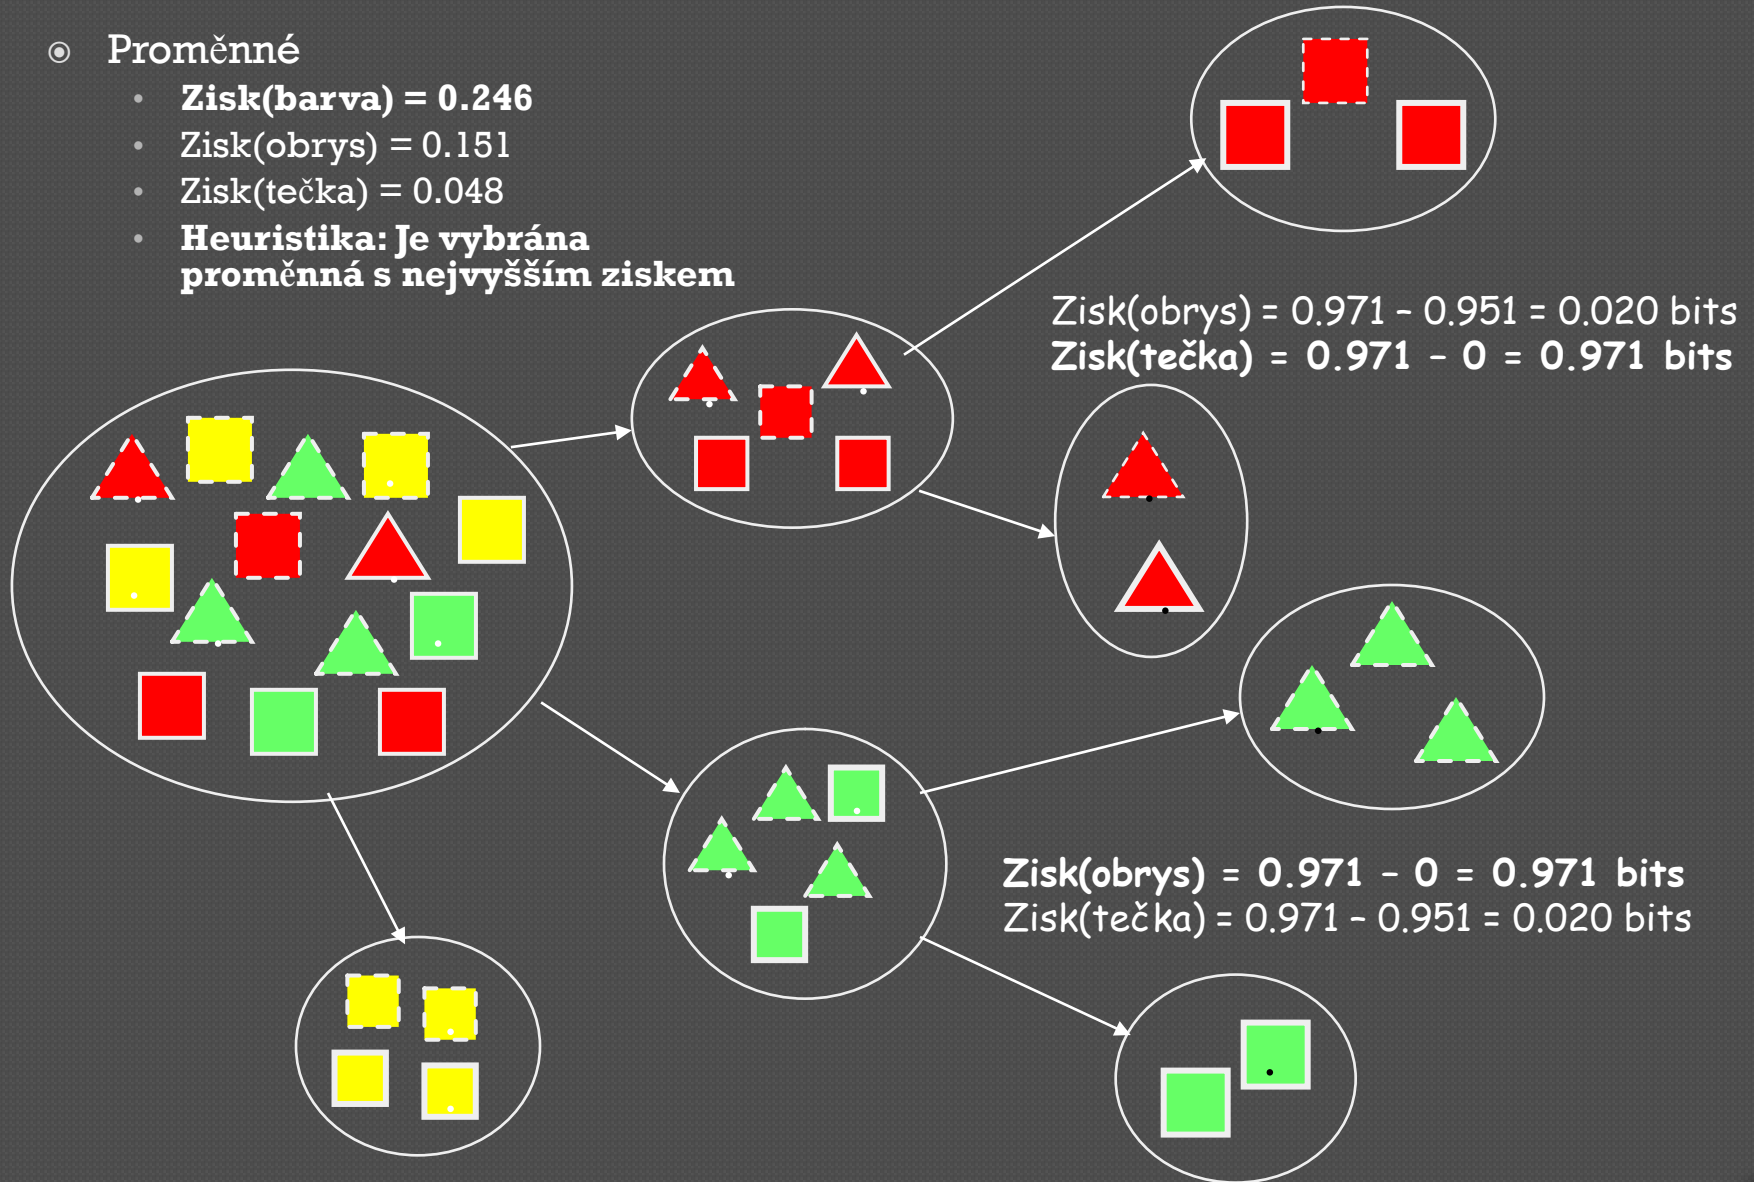 Proměnné
Zisk(barva) = 0.246
Zisk(obrys) = 0.151
Zisk(tečka) = 0.048
Heuristika: Je vybrána
proměnná s nejvyšším ziskem
Zisk(obrys) = 0.971 – 0.951 = 0.020 bits
Zisk(tečka) = 0.971 – 0 = 0.971 bits
Zisk(obrys) = 0.971 – 0 = 0.971 bits
Zisk(tečka) = 0.971 – 0.951 = 0.020 bits